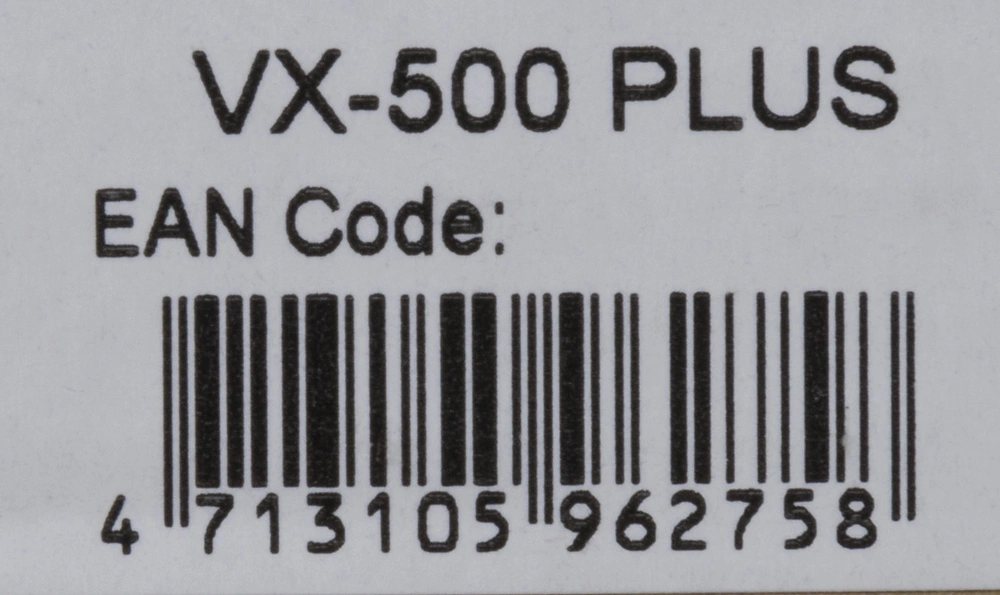 VX-500 PLUS
EAN Code:
4 713105 962758